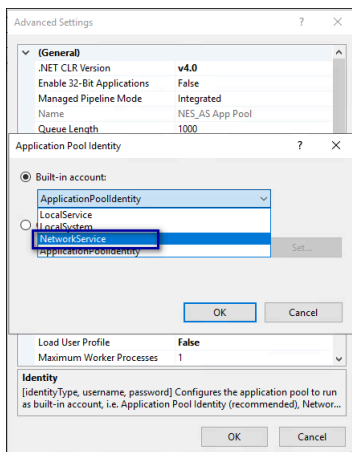 Advanced Settings ? ×
(General)
.NET CLR Version v4.0
Enable 32-Bit Applications False
Managed Pipeline Mode Integrated
Name NES_AS App Pool
Queue Length 1000
Application Pool Identity ? ×
Built-in account:
ApplicationPoolIdentity
LocalService
LocalSystem
NetworkService
ApplicationPoolIdentity
Set...
OK Cancel
Load User Profile False
Maximum Worker Processes 1
Identity
[identityType, username, password] Configures the application pool to run
as built-in account, i.e. Application Pool Identity (recommended), Networ...
OK Cancel